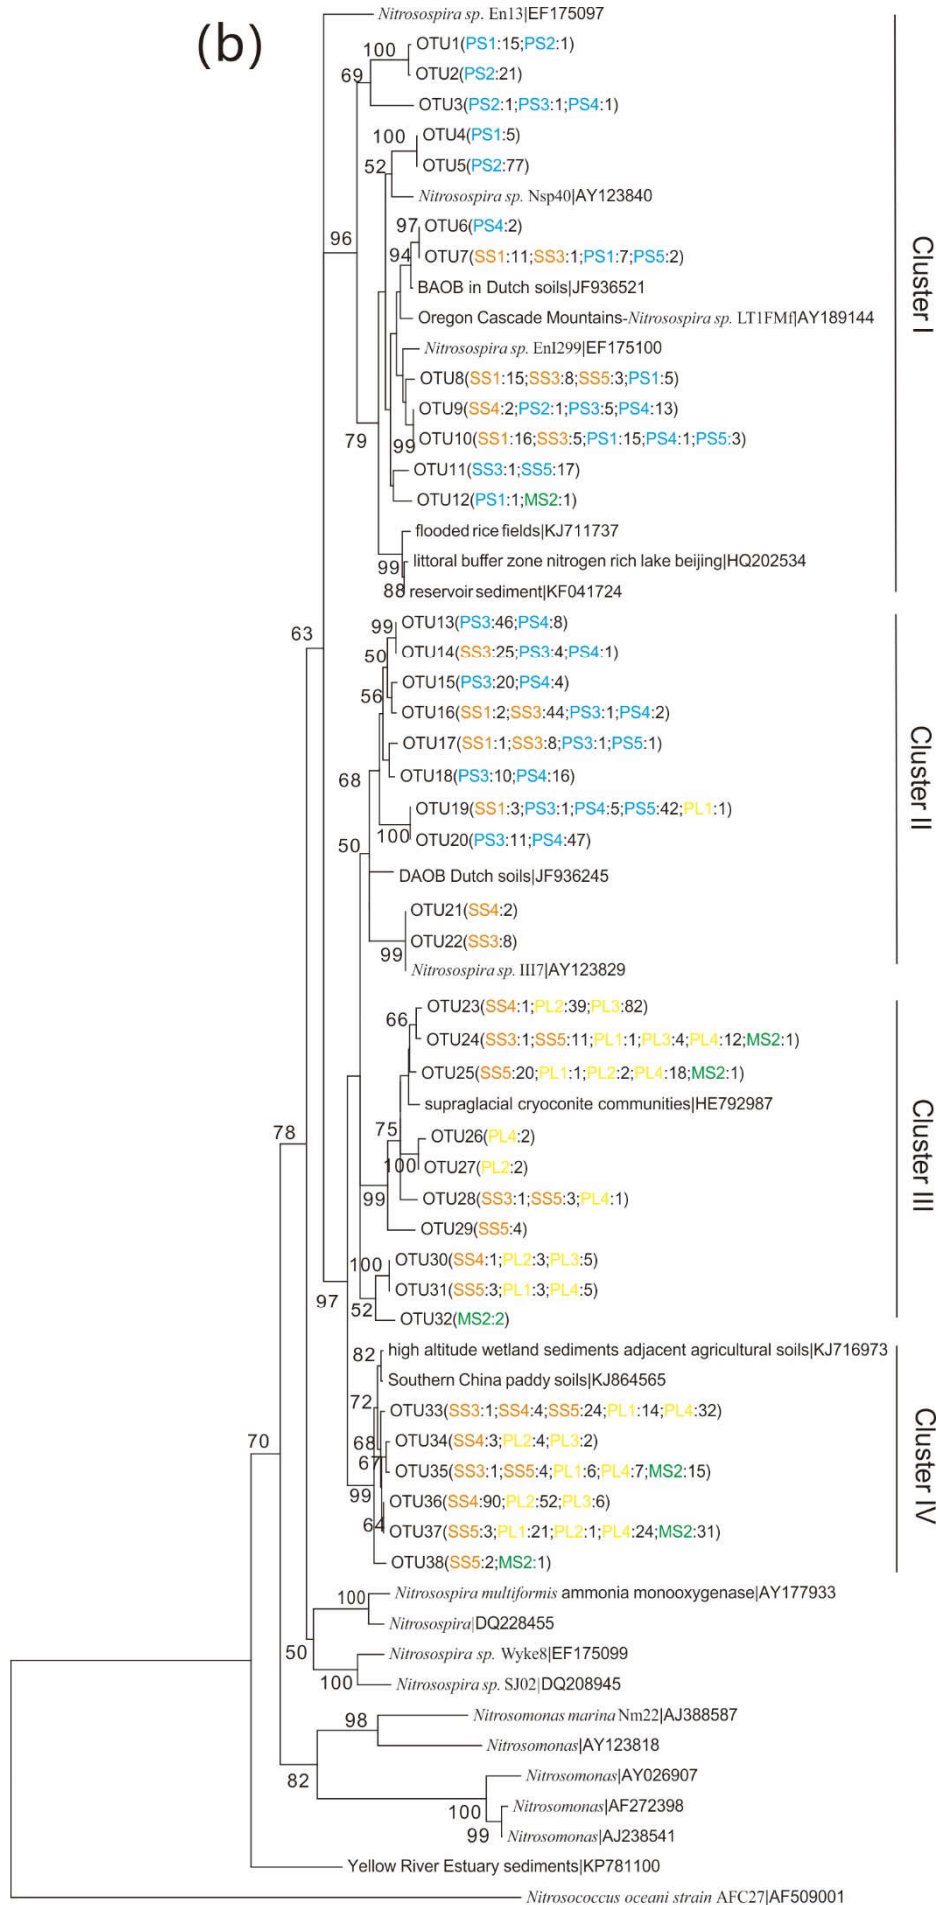 (b)
Nitrosospira sp. En13|EF175097
100 OTU1(PS1:15;PS2:1)
69 OTU2(PS2:21)
OTU3(PS2:1;PS3:1;PS4:1)
100 OTU4(PS1:5)
52 OTU5(PS2:77)
Nitrosospira sp. Nsp40|AY123840
97 OTU6(PS4:2)
96
94 OTU7(SS1:11;SS3:1;PS1:7;PS5:2)
BAOB in Dutch soils|JF936521
Oregon Cascade Mountains-Nitrosospira sp. LT1FMf|AY189144
Nitrosospira sp. EnI299|EF175100
OTU8(SS1:15;SS3:8;SS5:3;PS1:5)
OTU9(SS4:2;PS2:1;PS3:5;PS4:13)
79 99 OTU10(SS1:16;SS3:5;PS1:15;PS4:1;PS5:3)
OTU11(SS3:1;SS5:17)
OTU12(PS1:1;MS2:1)
flooded rice fields|KJ711737
99 littoral buffer zone nitrogen rich lake beijing|HQ202534
88 reservoir sediment|KF041724
Cluster I
63 99 OTU13(PS3:46;PS4:8)
50 OTU14(SS3:25;PS3:4;PS4:1)
56 OTU15(PS3:20;PS4:4)
OTU16(SS1:2;SS3:44;PS3:1;PS4:2)
OTU17(SS1:1;SS3:8;PS3:1;PS5:1)
68 OTU18(PS3:10;PS4:16)
OTU19(SS1:3;PS3:1;PS4:5;PS5:42;PL1:1)
50 100 OTU20(PS3:11;PS4:47)
DAOB Dutch soils|JF936245
OTU21(SS4:2)
99 OTU22(SS3:8)
Nitrosospira sp. III7|AY123829
Cluster II
66 OTU23(SS4:1;PL2:39;PL3:82)
OTU24(SS3:1;SS5:11;PL1:1;PL3:4;PL4:12;MS2:1)
OTU25(SS5:20;PL1:1;PL2:2;PL4:18;MS2:1)
supraglacial cryoconite communities|HE792987
78 75 OTU26(PL4:2)
100 OTU27(PL2:2)
99 OTU28(SS3:1;SS5:3;PL4:1)
OTU29(SS5:4)
100 OTU30(SS4:1;PL2:3;PL3:5)
97 52 OTU31(SS5:3;PL1:3;PL4:5)
OTU32(MS2:2)
Cluster III
82 high altitude wetland sediments adjacent agricultural soils|KJ716973
72 Southern China paddy soils|KJ864565
OTU33(SS3:1;SS4:4;SS5:24;PL1:14;PL4:32)
70 68 OTU34(SS4:3;PL2:4;PL3:2)
67 OTU35(SS3:1;SS5:4;PL1:6;PL4:7;MS2:15)
99 OTU36(SS4:90;PL2:52;PL3:6)
64 OTU37(SS5:3;PL1:21;PL2:1;PL4:24;MS2:31)
OTU38(SS5:2;MS2:1)
Cluster IV
100 Nitrosospira multiformis ammonia monooxygenase|AY177933
Nitrosospira|DQ228455
50 Nitrosospira sp. Wyke8|EF175099
100 Nitrosospira sp. SJ02|DQ208945
98 Nitrosomonas marina Nm22|AJ388587
Nitrosomonas|AY123818
82 Nitrosomonas|AY026907
100 Nitrosomonas|AF272398
99 Nitrosomonas|AJ238541
Yellow River Estuary sediments|KP781100
Nitrosococcus oceani strain AFC27|AF509001